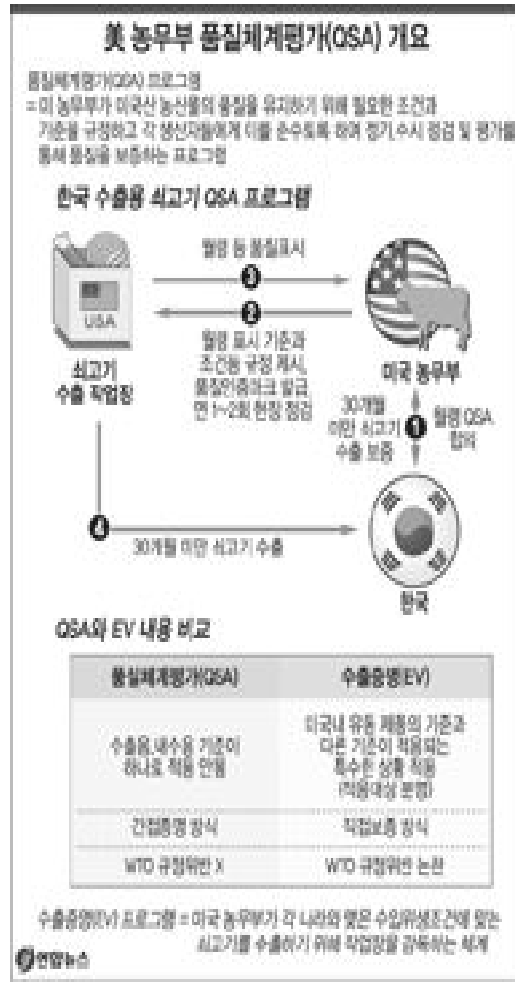 美 농무부 품질체계평가(QSA) 개요
품질체계평가(QSA) 프로그램
= 미 농무부가 미국산 농산물의 품질을 유지하기 위해 필요한 조건과
기준을 규정하고 각 생산자들에게 이를 준수토록 하며 정기,수시 점검 및 평가를
통해 품질을 보증하는 프로그램
한국 수출용 쇠고기 QSA 프로그램
월령 등 품질표시
3
2
USA
월령 표시 기준과
조건등 규정 제시,
품질인증마크 발급,
연 1~2회 현장 점검
쇠고기
수출 작업장
미국 농무부
30개월
미만 쇠고기
수출 보증
1
월령 QSA
합의
4
30개월 미만 쇠고기 수출
한국
QSA와 EV 내용 비교
품질체계평가(QSA)
수출증명(EV)
수출용,내수용 기준이
하나로 적용 안됨
미국내 유통 제품의 기준과
다른 기준이 적용되는
특수한 상황 적용
(적용대상 분명)
간접증명 방식
직접보증 방식
WTO 규정위반 X
WTO 규정위반 논란
수출증명(EV) 프로그램 = 미국 농무부가 각 나라와 맺은 수입위생조건에 맞는
쇠고기를 수출하기 위해 작업장을 감독하는 체계
연합뉴스